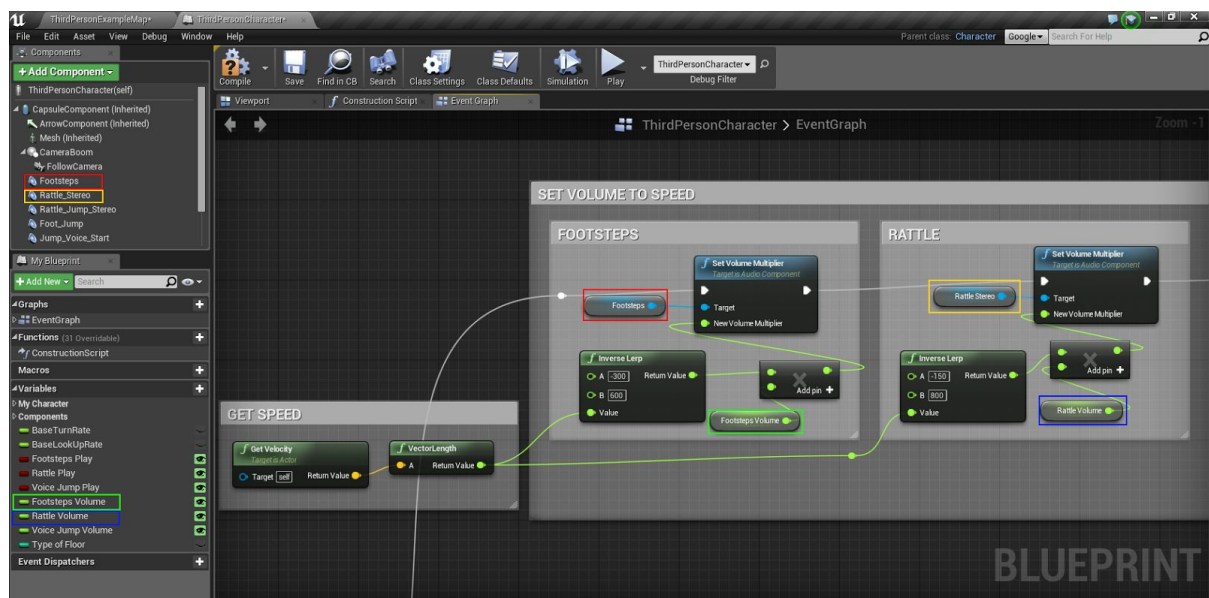 ThirdPersonExampleMap*
ThirdPersonCharacter*
File Edit Asset View Debug Window Help
Parent class: Character Google Search For Help
Components
+Add Component
ThirdPersonCharacter(self)
CapsuleComponent (Inherited)
ArrowComponent (Inherited)
Mesh (Inherited)
CameraBoom
FollowCamera
Footsteps
Rattle_Stereo
Rattle_Jump_Stereo
Foot_Jump
Jump_Voice_Start
My Blueprint
+Add New Search
Graphs
EventGraph
Functions (31 Overridable)
ConstructionScript
Macros
Variables
My Character
Components
BaseTurnRate
BaseLookUpRate
Footsteps Play
Rattle Play
Voice Jump Play
Footsteps Volume
Rattle Volume
Voice Jump Volume
Type of Floor
Event Dispatchers
Compile Save Find in CB Search Class Settings Class Defaults Simulation Play
ThirdPersonCharacter
Debug Filter
Viewport Construction Script Event Graph
ThirdPersonCharacter > EventGraph
Zoom -1
SET VOLUME TO SPEED
FOOTSTEPS
Set Volume Multiplier
Target is Audio Component
Footsteps
Target
New Volume Multiplier
Inverse Lerp
A -300 Return Value
B 600
Value
Add pin +
Footsteps Volume
RATTLE
Set Volume Multiplier
Target is Audio Component
Rattle Stereo
Target
New Volume Multiplier
Inverse Lerp
A -150 Return Value
B 800
Value
Add pin +
Rattle Volume
GET SPEED
Get Velocity
Target is Actor
Target self Return Value
VectorLength
A Return Value
BLUEPRINT